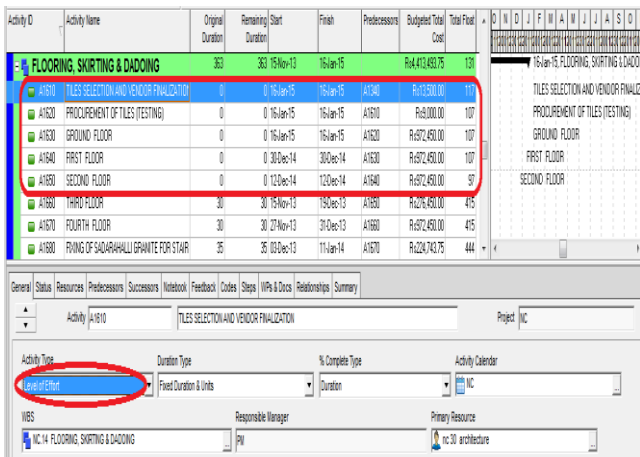 Activity ID Activity Name Original Duration Remaining Duration Start Finish Predecessors Budgeted Total Cost Total Float
O N D J F M A M J J A S O
FLOORING, SKIRTING & DADOING 363 363 15-Nov-13 16-Jan-15 Rs4,413,493.75 131 16-Jan-15, FLOORING, SKIRTING & DADO
A1610 TILES SELECTION AND VENDOR FINALIZATION 0 0 16-Jan-15 16-Jan-15 A1340 Rs13,500.00 117 TILES SELECTION AND VENDOR FINALIZ
A1620 PROCUREMENT OF TILES (TESTING) 0 0 16-Jan-15 16-Jan-15 A1610 Rs9,000.00 107 PROCUREMENT OF TILES (TESTING)
A1630 GROUND FLOOR 0 0 16-Jan-15 16-Jan-15 A1620 Rs972,450.00 107 GROUND FLOOR
A1640 FIRST FLOOR 0 0 30-Dec-14 30-Dec-14 A1630 Rs972,450.00 107 FIRST FLOOR
A1650 SECOND FLOOR 0 0 12-Dec-14 12-Dec-14 A1640 Rs972,450.00 97 SECOND FLOOR
A1660 THIRD FLOOR 30 30 15-Nov-13 19-Dec-13 A1650 Rs276,450.00 415
A1670 FOURTH FLOOR 30 30 27-Nov-13 31-Dec-13 A1660 Rs972,450.00 415
A1680 FIXING OF SADARAHALLI GRANITE FOR STAIR 35 35 03-Dec-13 11-Jan-14 A1670 Rs224,743.75 444
General Status Resources Predecessors Successors Notebook Feedback Codes Steps WPs & Docs Relationships Summary
Activity A1610 TILES SELECTION AND VENDOR FINALIZATION Project NC
Activity Type Duration Type % Complete Type Activity Calendar
Level of Effort Fixed Duration & Units Duration NC
WBS Responsible Manager Primary Resource
NC.14 FLOORING, SKIRTING & DADOING PM nc 30 architecture